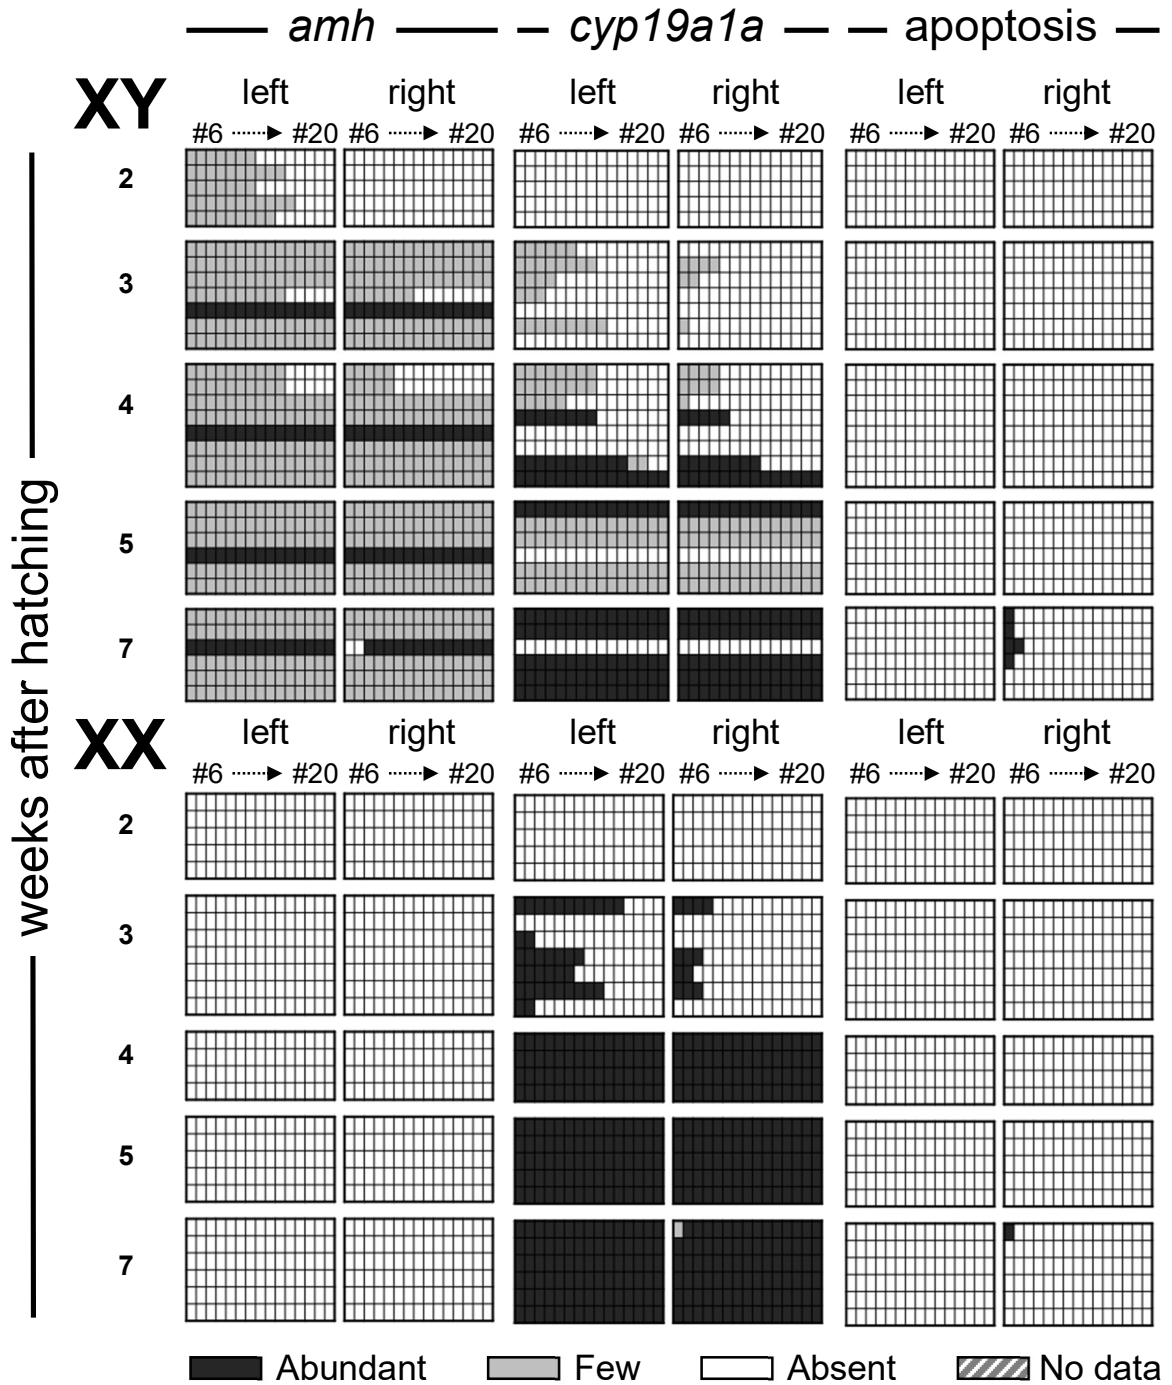 amh cyp19a1a apoptosis
XY left right left right left right
#6 #20 #6 #20 #6 #20 #6 #20 #6 #20 #6 #20
2
3
4
5
7
XX left right left right left right
#6 #20 #6 #20 #6 #20 #6 #20 #6 #20 #6 #20
2
3
4
5
7
weeks after hatching
Abundant Few Absent No data